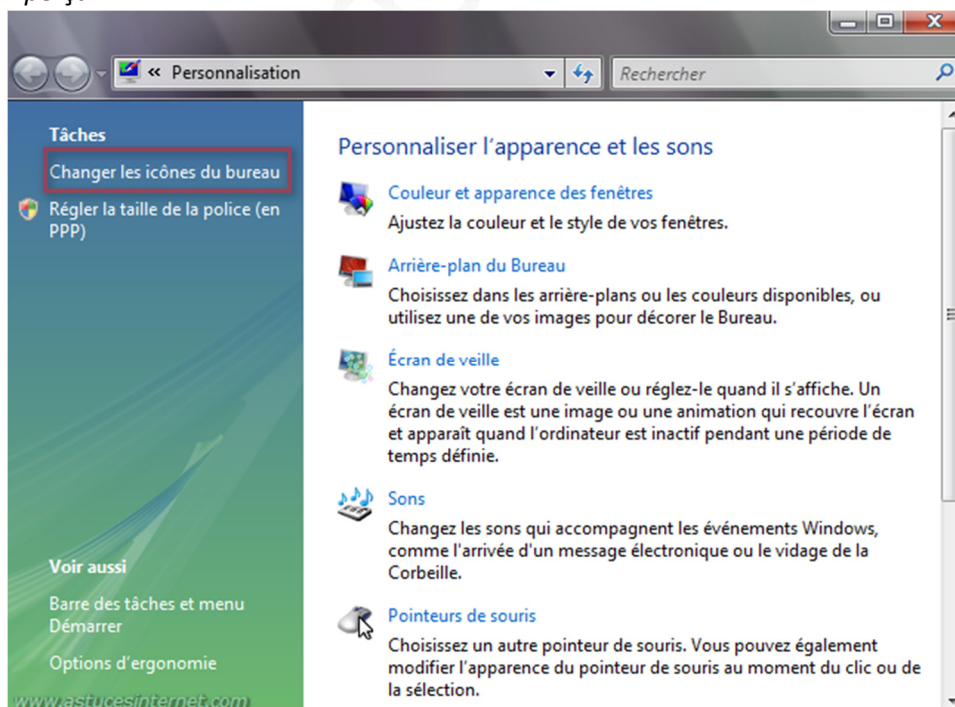 « Personnalisation
Rechercher
Tâches
Changer les icônes du bureau
Régler la taille de la police (en
PPP)
Voir aussi
Barre des tâches et menu
Démarrer
Options d'ergonomie
www.astucesinternet.com
Personnaliser l'apparence et les sons
Couleur et apparence des fenêtres
Ajustez la couleur et le style de vos fenêtres.
Arrière-plan du Bureau
Choisissez dans les arrière-plans ou les couleurs disponibles, ou
utilisez une de vos images pour décorer le Bureau.
Écran de veille
Changez votre écran de veille ou réglez-le quand il s'affiche. Un
écran de veille est une image ou une animation qui recouvre l'écran
et apparaît quand l'ordinateur est inactif pendant une période de
temps définie.
Sons
Changez les sons qui accompagnent les événements Windows,
comme l'arrivée d'un message électronique ou le vidage de la
Corbeille.
Pointeurs de souris
Choisissez un autre pointeur de souris. Vous pouvez également
modifier l'apparence du pointeur de souris au moment du clic ou de
la sélection.